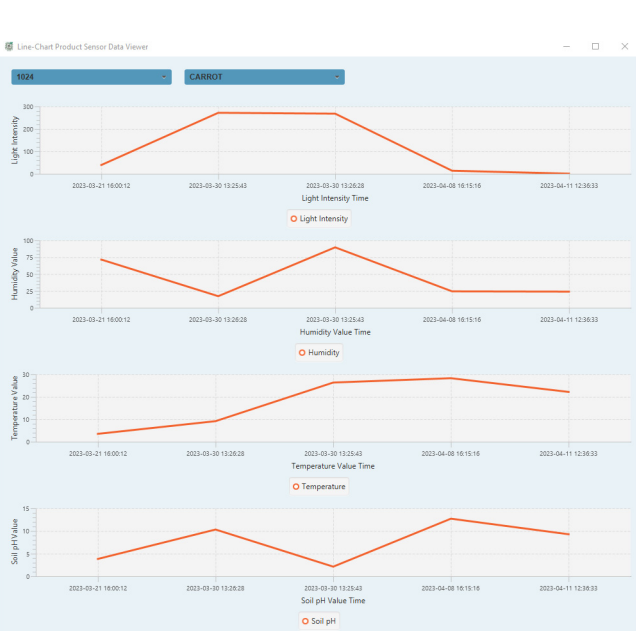 Line-Chart Product Sensor Data Viewer
1024 CARROT
300
200
100
0
Light Intensity
2023-03-21 16:00:12 2023-03-30 13:25:43 2023-03-30 13:26:28 2023-04-08 16:15:16 2023-04-11 12:36:33
Light Intensity Time
Light Intensity
100
75
50
25
0
Humidity Value
2023-03-21 16:00:12 2023-03-30 13:26:28 2023-03-30 13:25:43 2023-04-08 16:15:16 2023-04-11 12:36:33
Humidity Value Time
Humidity
30
20
10
0
Temperature Value
2023-03-21 16:00:12 2023-03-30 13:26:28 2023-03-30 13:25:43 2023-04-08 16:15:16 2023-04-11 12:36:33
Temperature Value Time
Temperature
15
10
5
0
Soil pH Value
2023-03-21 16:00:12 2023-03-30 13:26:28 2023-03-30 13:25:43 2023-04-08 16:15:16 2023-04-11 12:36:33
Soil pH Value Time
Soil pH